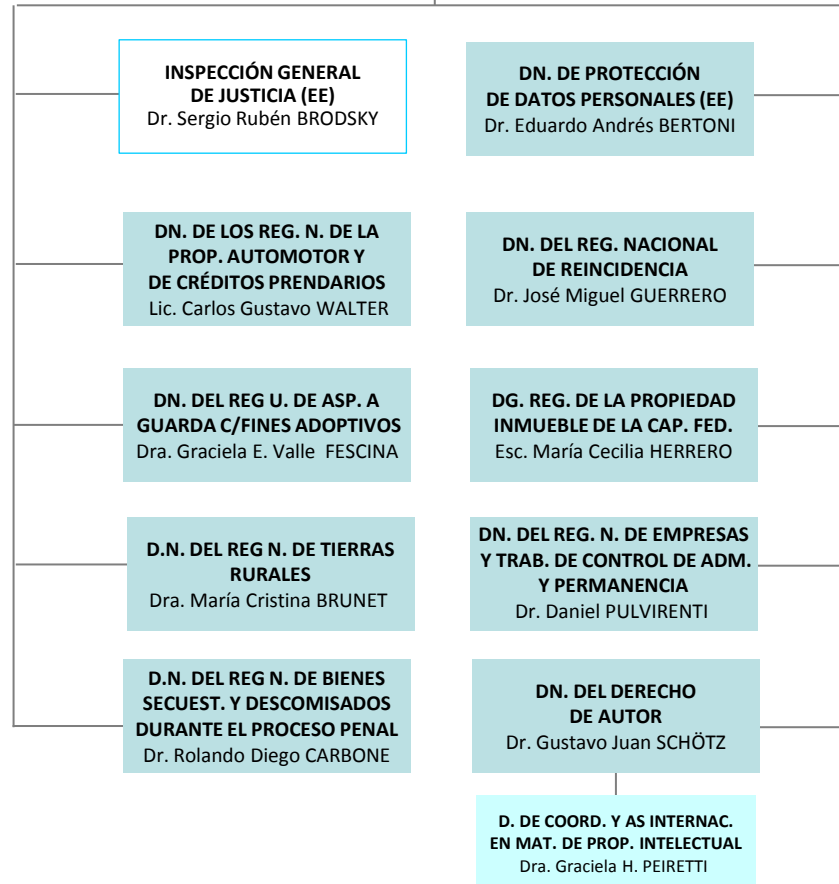 INSPECCIÓN GENERAL
DE JUSTICIA (EE)
Dr. Sergio Rubén BRODSKY
DN. DE PROTECCIÓN
DE DATOS PERSONALES (EE)
Dr. Eduardo Andrés BERTONI
DN. DE LOS REG. N. DE LA
PROP. AUTOMOTOR Y
DE CRÉDITOS PRENDARIOS
Lic. Carlos Gustavo WALTER
DN. DEL REG. NACIONAL
DE REINCIDENCIA
Dr. José Miguel GUERRERO
DN. DEL REG U. DE ASP. A
GUARDA C/FINES ADOPTIVOS
Dra. Graciela E. Valle FESCINA
DG. REG. DE LA PROPIEDAD
INMUEBLE DE LA CAP. FED.
Esc. María Cecilia HERRERO
D.N. DEL REG N. DE TIERRAS
RURALES
Dra. María Cristina BRUNET
DN. DEL REG. N. DE EMPRESAS
Y TRAB. DE CONTROL DE ADM.
Y PERMANENCIA
Dr. Daniel PULVIRENTI
D.N. DEL REG N. DE BIENES
SECUEST. Y DESCOMISADOS
DURANTE EL PROCESO PENAL
Dr. Rolando Diego CARBONE
DN. DEL DERECHO
DE AUTOR
Dr. Gustavo Juan SCHÖTZ
D. DE COORD. Y AS INTERNAC.
EN MAT. DE PROP. INTELECTUAL
Dra. Graciela H. PEIRETTI